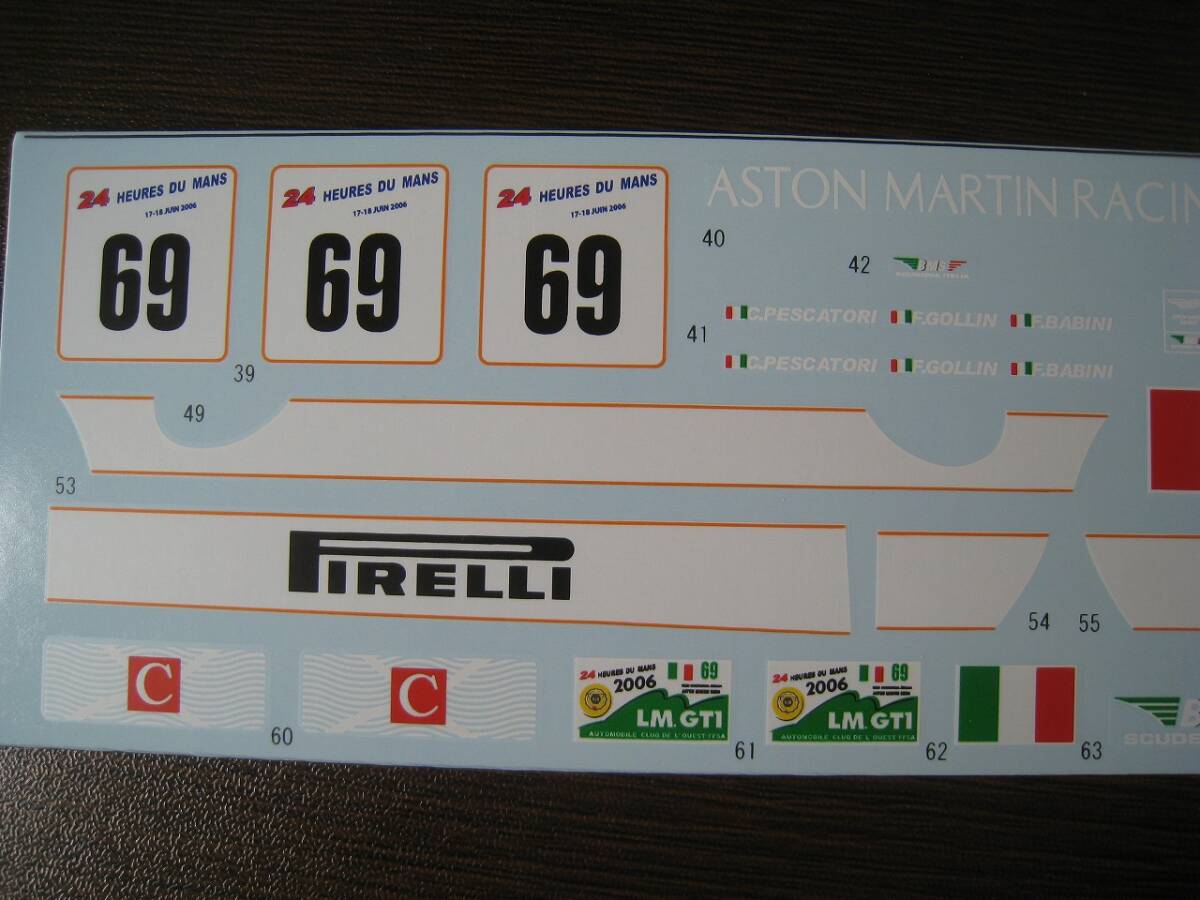 24 HEURES DU MANS
17-18 JUIN 2006
69
24 HEURES DU MANS
17-18 JUIN 2006
69
24 HEURES DU MANS
17-18 JUIN 2006
69
ASTON MARTIN RACIN
40
42
BMS
41
C.PESCATORI F.GOLLIN F.BABINI
C.PESCATORI F.GOLLIN F.BABINI
39
49
53
PIRELLI
54
55
C
60
C
24 HEURES DU MANS 69
2006
LM.GT1
AUTOMOBILE CLUB DE L'OUEST-FFSA
61
24 HEURES DU MANS 69
2006
LM.GT1
AUTOMOBILE CLUB DE L'OUEST-FFSA
62
63
SCUDE